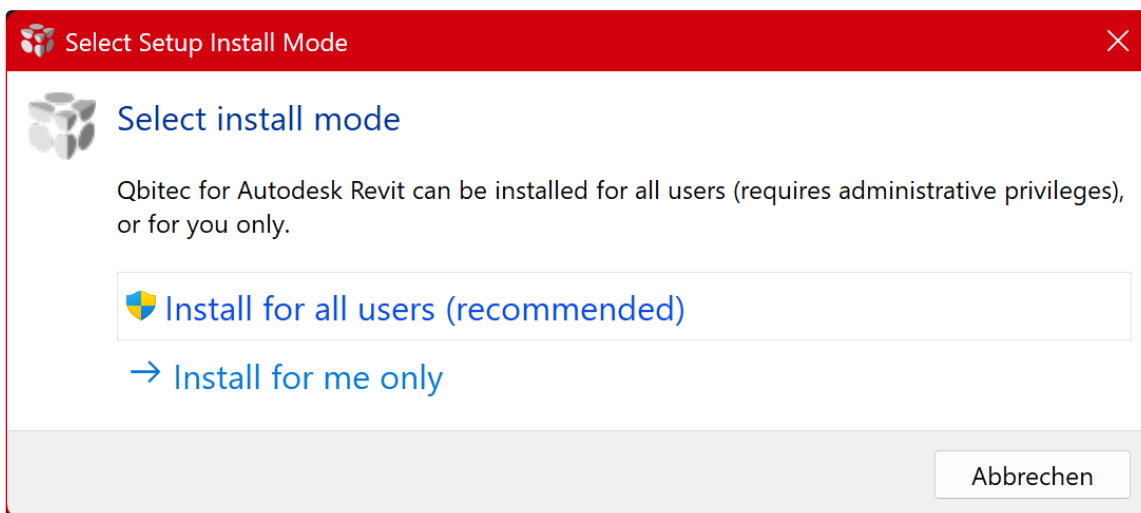 Select Setup Install Mode
Select install mode
Qbitec for Autodesk Revit can be installed for all users (requires administrative privileges),
or for you only.
Install for all users (recommended)
Install for me only
Abbrechen